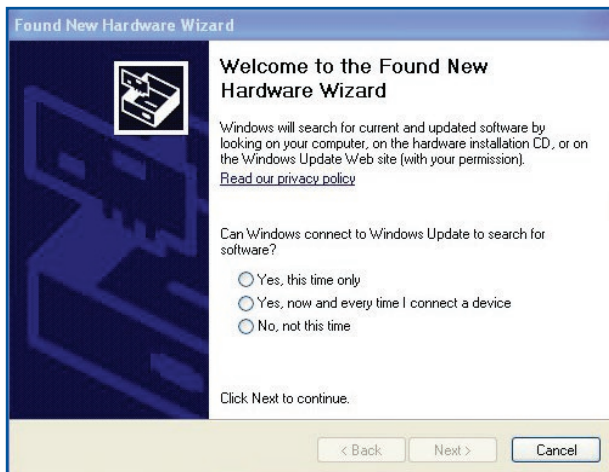 Found New Hardware Wizard
Welcome to the Found New
Hardware Wizard
Windows will search for current and updated software by
looking on your computer, on the hardware installation CD, or on
the Windows Update Web site (with your permission).
Read our privacy policy
Can Windows connect to Windows Update to search for
software?
Yes, this time only
Yes, now and every time I connect a device
No, not this time
Click Next to continue.
< Back Next > Cancel